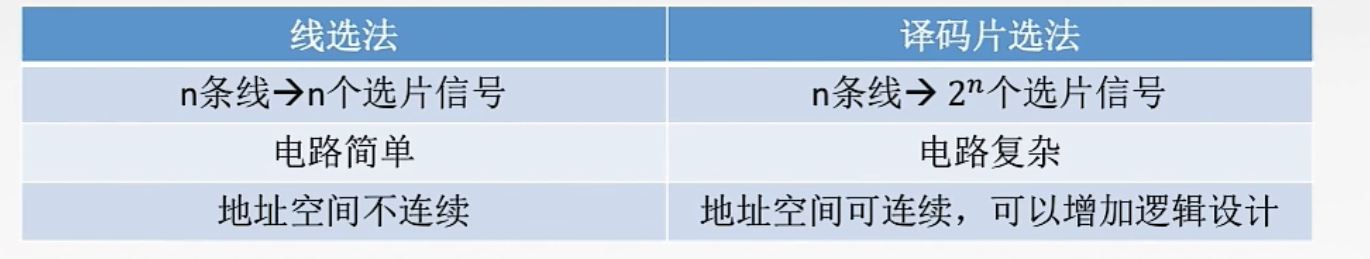 线选法 译码片选法
n条线→n个选片信号 n条线→ 2ⁿ个选片信号
电路简单 电路复杂
地址空间不连续 地址空间可连续，可以增加逻辑设计